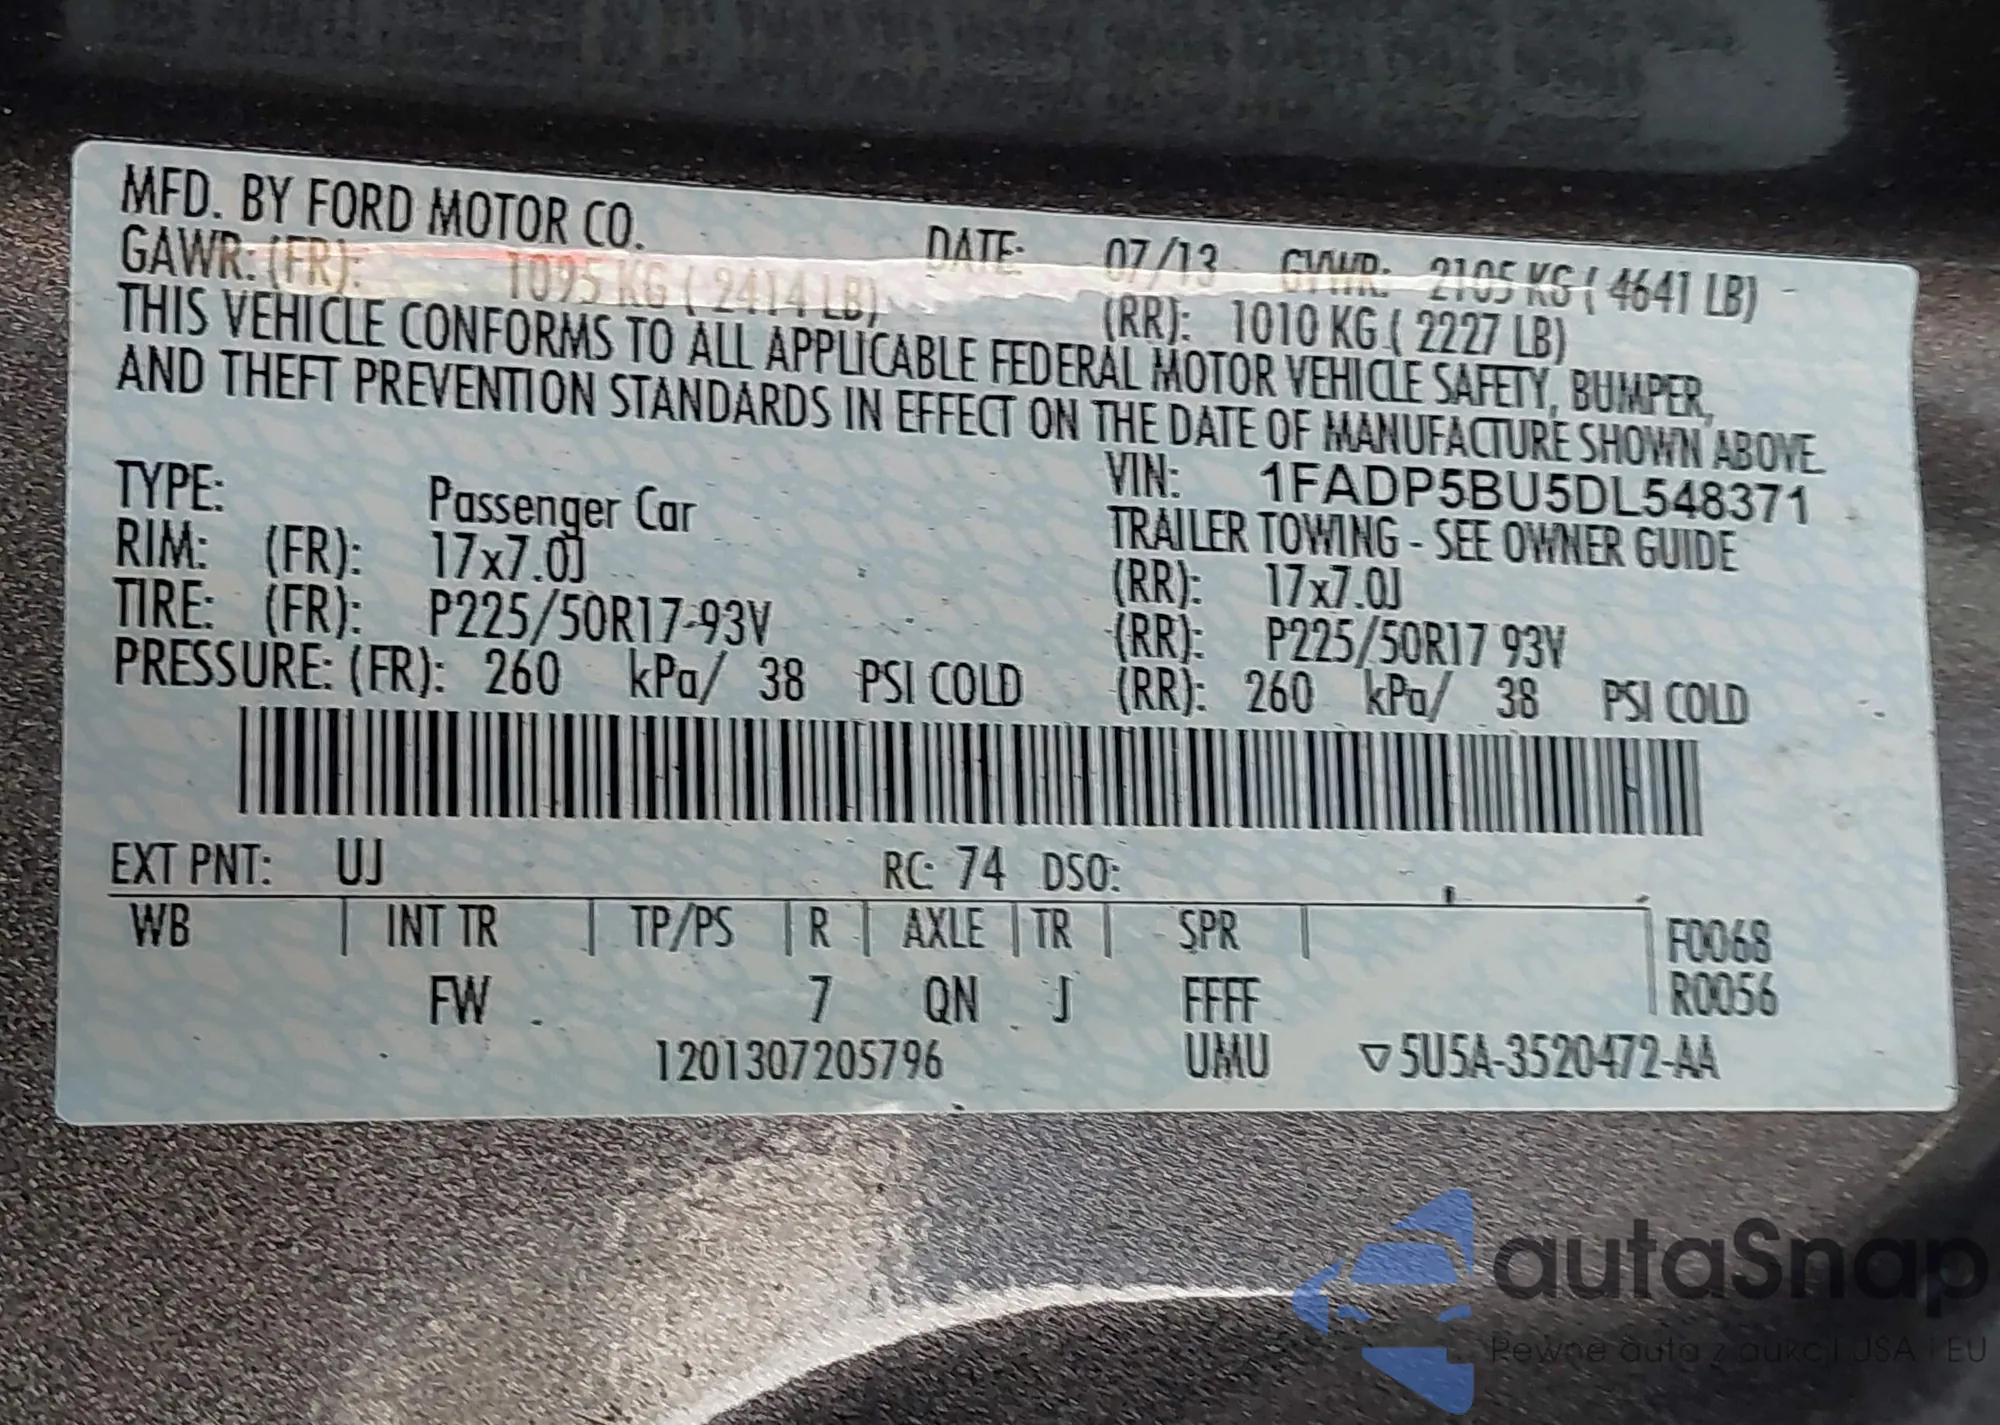 MFD. BY FORD MOTOR CO.
DATE: 07/13 GVWR: 2105 KG ( 4641 LB)
GAWR: (FR): 1095 KG ( 2414 LB) (RR): 1010 KG ( 2227 LB)
THIS VEHICLE CONFORMS TO ALL APPLICABLE FEDERAL MOTOR VEHICLE SAFETY, BUMPER,
AND THEFT PREVENTION STANDARDS IN EFFECT ON THE DATE OF MANUFACTURE SHOWN ABOVE.
VIN: 1FADP5BU5DL548371
TYPE: Passenger Car TRAILER TOWING - SEE OWNER GUIDE
RIM: (FR): 17x7.0J (RR): 17x7.0J
TIRE: (FR): P225/50R17 93V (RR): P225/50R17 93V
PRESSURE: (FR): 260 kPa/ 38 PSI COLD (RR): 260 kPa/ 38 PSI COLD
EXT PNT: UJ RC: 74 DSO:
WB | INT TR | TP/PS | R | AXLE | TR | SPR | F0068
FW 7 QN J FFFF R0056
1201307205796 UMU ▽5U5A-3520472-AA
autaSnap
Pewne auta z aukcji USA i EU